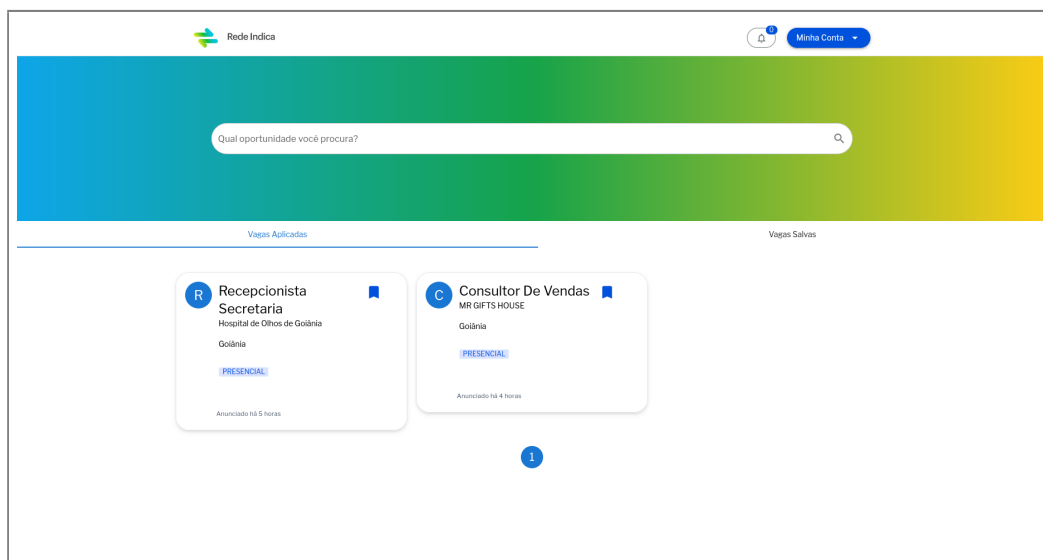 Rede Indica
0
Minha Conta
Qual oportunidade você procura?
Vagas Aplicadas
Vagas Salvas
R
Recepcionista
Secretaria
Hospital de Olhos de Goiânia
Goiânia
PRESENCIAL
Anunciado há 5 horas
C
Consultor De Vendas
MR GIFTS HOUSE
Goiânia
PRESENCIAL
Anunciado há 4 horas
1